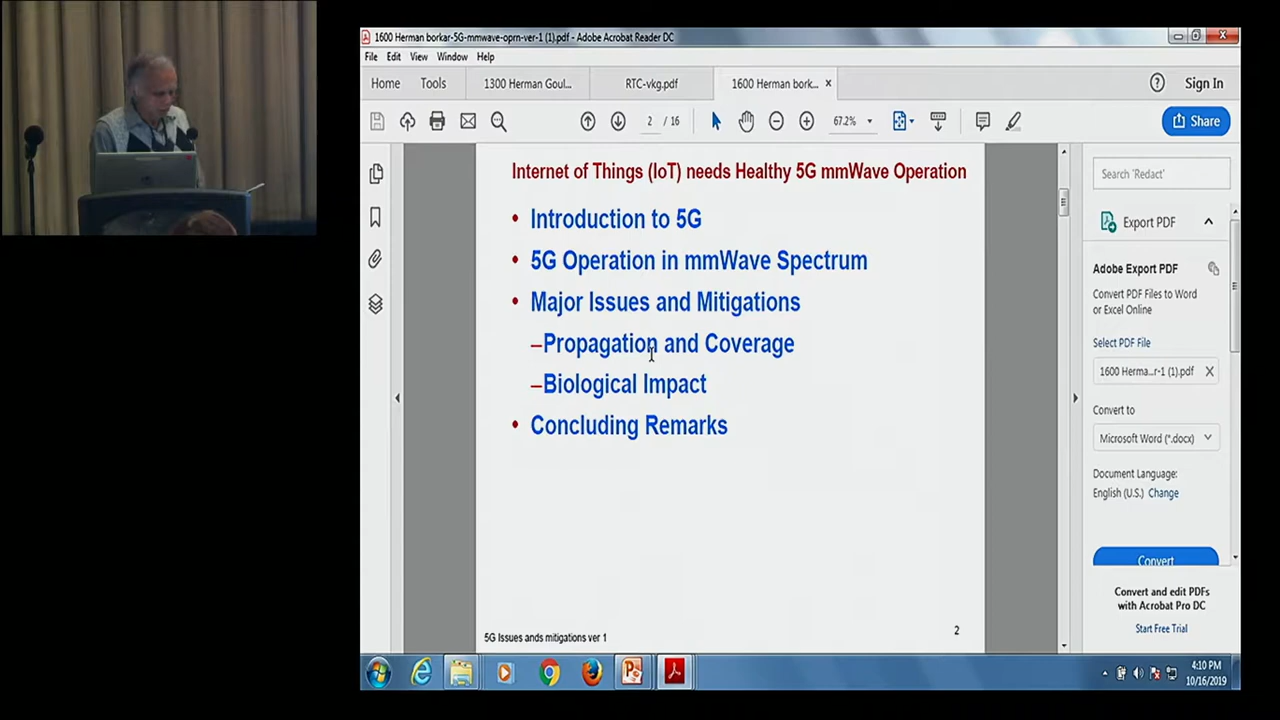 1600 Herman borkar-5G-mmwave-oprn-ver-1 (1).pdf - Adobe Acrobat Reader DC
File Edit View Window Help
Home Tools 1300 Herman Goul... RTC-vkg.pdf 1600 Herman bork... × Sign In
2 / 16 67.2% Share
Internet of Things (IoT) needs Healthy 5G mmWave Operation
• Introduction to 5G
• 5G Operation in mmWave Spectrum
• Major Issues and Mitigations
–Propagation and Coverage
–Biological Impact
• Concluding Remarks
5G Issues ands mitigations ver 1
2
Search 'Redact'
Export PDF
Adobe Export PDF
Convert PDF Files to Word
or Excel Online
Select PDF File
1600 Herma...r-1 (1).pdf ×
Convert to
Microsoft Word (*.docx)
Document Language:
English (U.S.) Change
Convert
Convert and edit PDFs
with Acrobat Pro DC
Start Free Trial
4:10 PM
10/16/2019